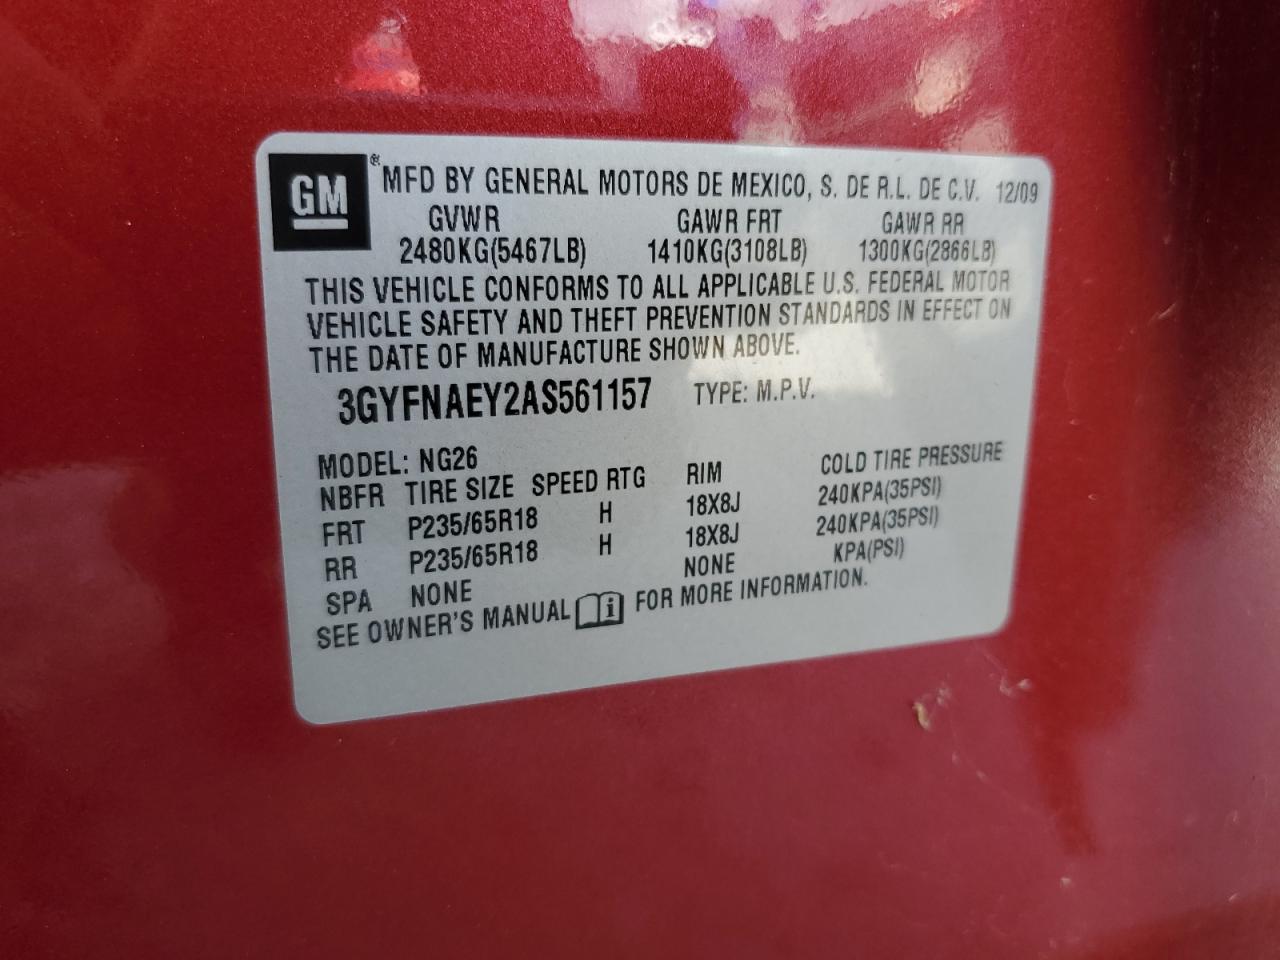 GM ® MFD BY GENERAL MOTORS DE MEXICO, S. DE R.L. DE C.V. 12/09
GVWR GAWR FRT GAWR RR
2480KG(5467LB) 1410KG(3108LB) 1300KG(2866LB)
THIS VEHICLE CONFORMS TO ALL APPLICABLE U.S. FEDERAL MOTOR
VEHICLE SAFETY AND THEFT PREVENTION STANDARDS IN EFFECT ON
THE DATE OF MANUFACTURE SHOWN ABOVE.
3GYFNAEY2AS561157 TYPE: M.P.V.
MODEL: NG26
NBFR TIRE SIZE SPEED RTG RIM COLD TIRE PRESSURE
FRT P235/65R18 H 18X8J 240KPA(35PSI)
RR P235/65R18 H 18X8J 240KPA(35PSI)
SPA NONE NONE KPA(PSI)
SEE OWNER'S MANUAL i FOR MORE INFORMATION.